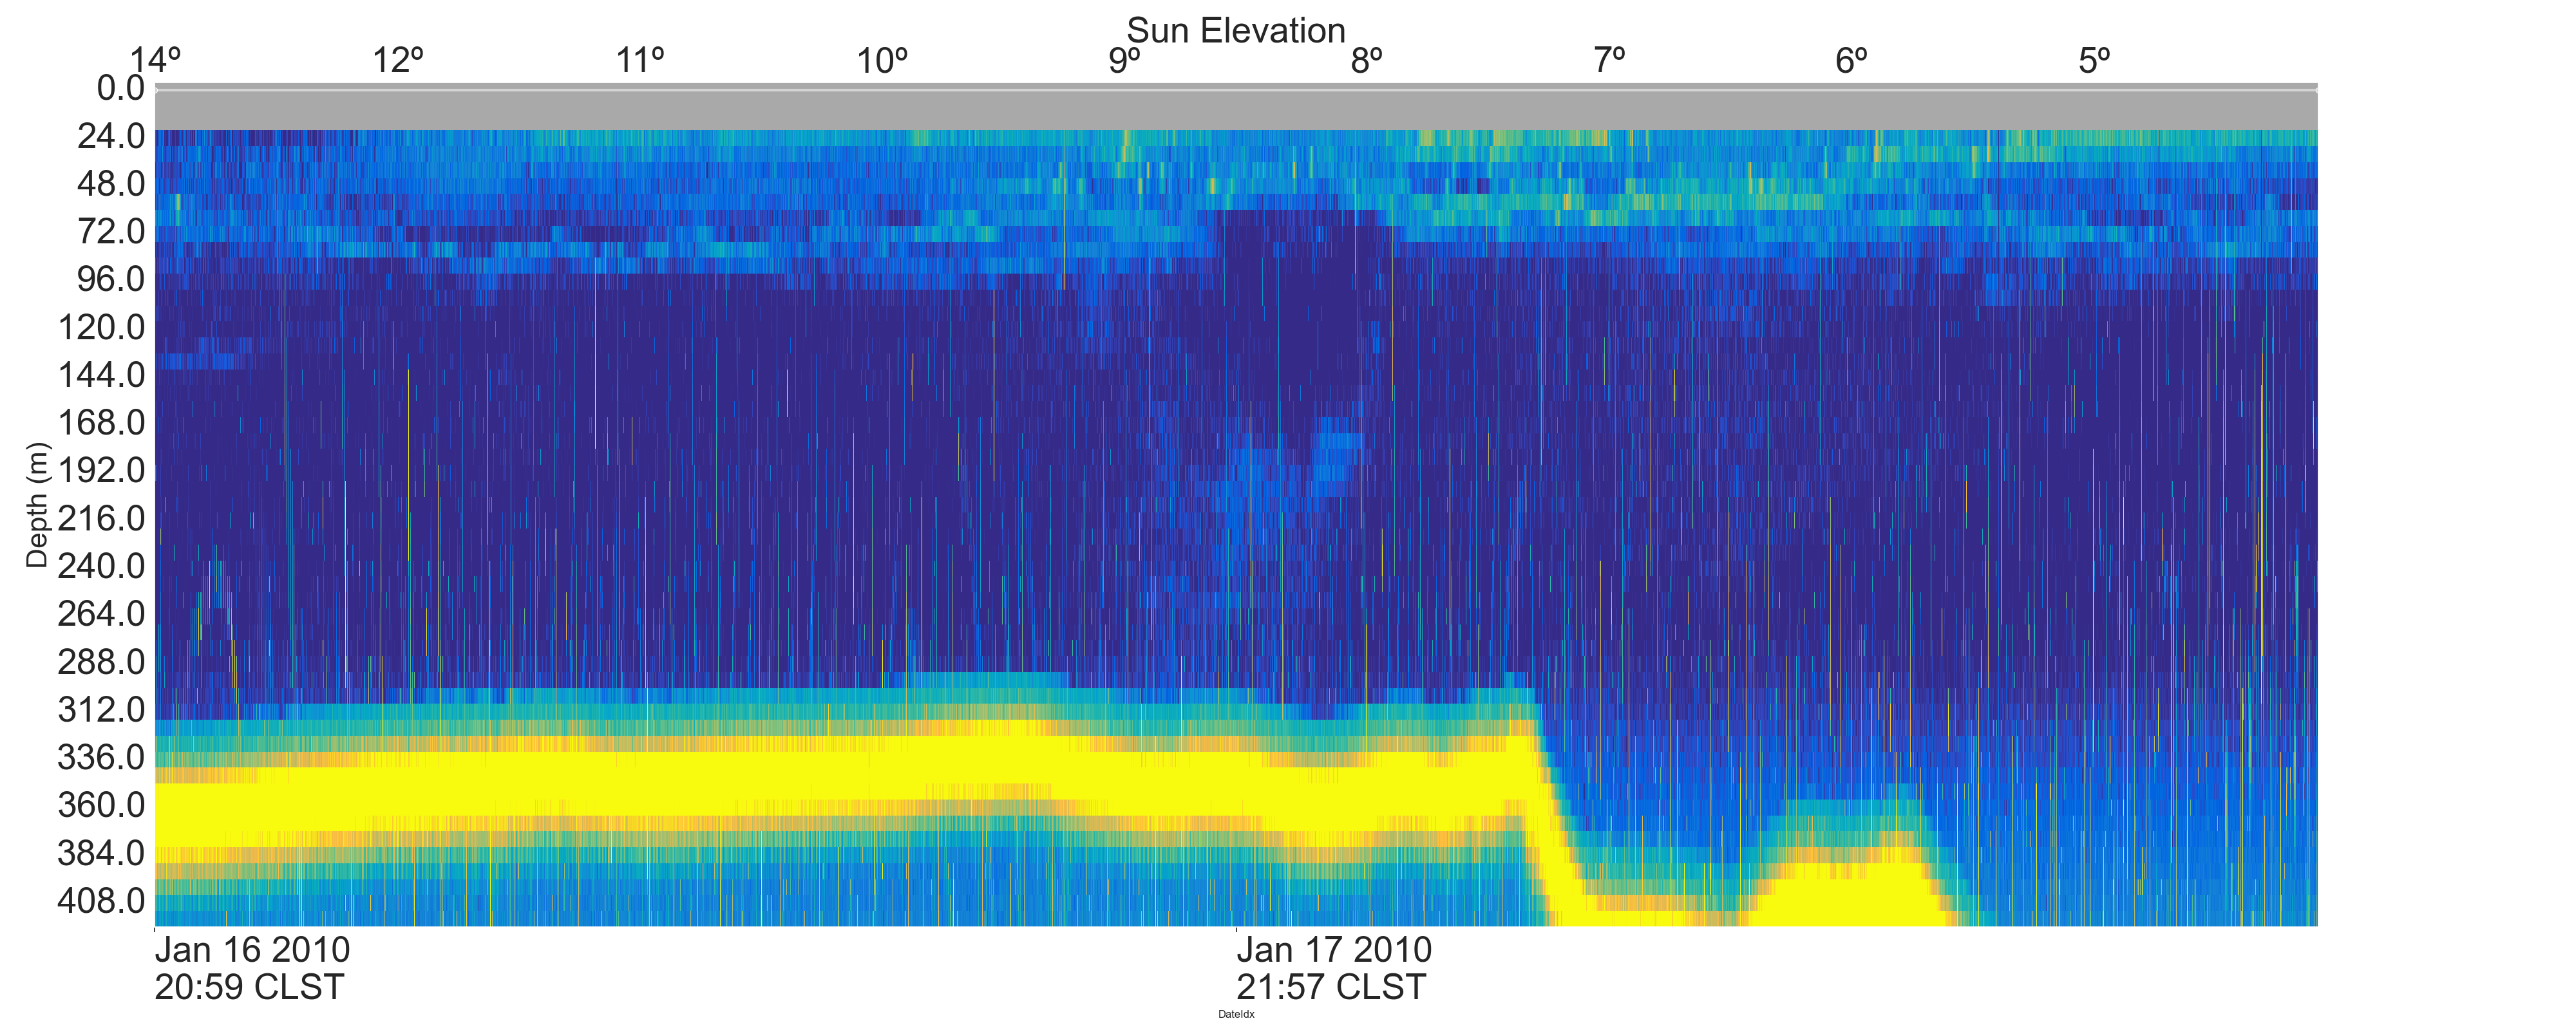 Sun Elevation
14º 12º 11º 10º 9º 8º 7º 6º 5º
0.0
24.0
48.0
72.0
96.0
120.0
144.0
168.0
192.0
216.0
240.0
264.0
288.0
312.0
336.0
360.0
384.0
408.0
Depth (m)
Jan 16 2010
20:59 CLST
Jan 17 2010
21:57 CLST
DateIdx